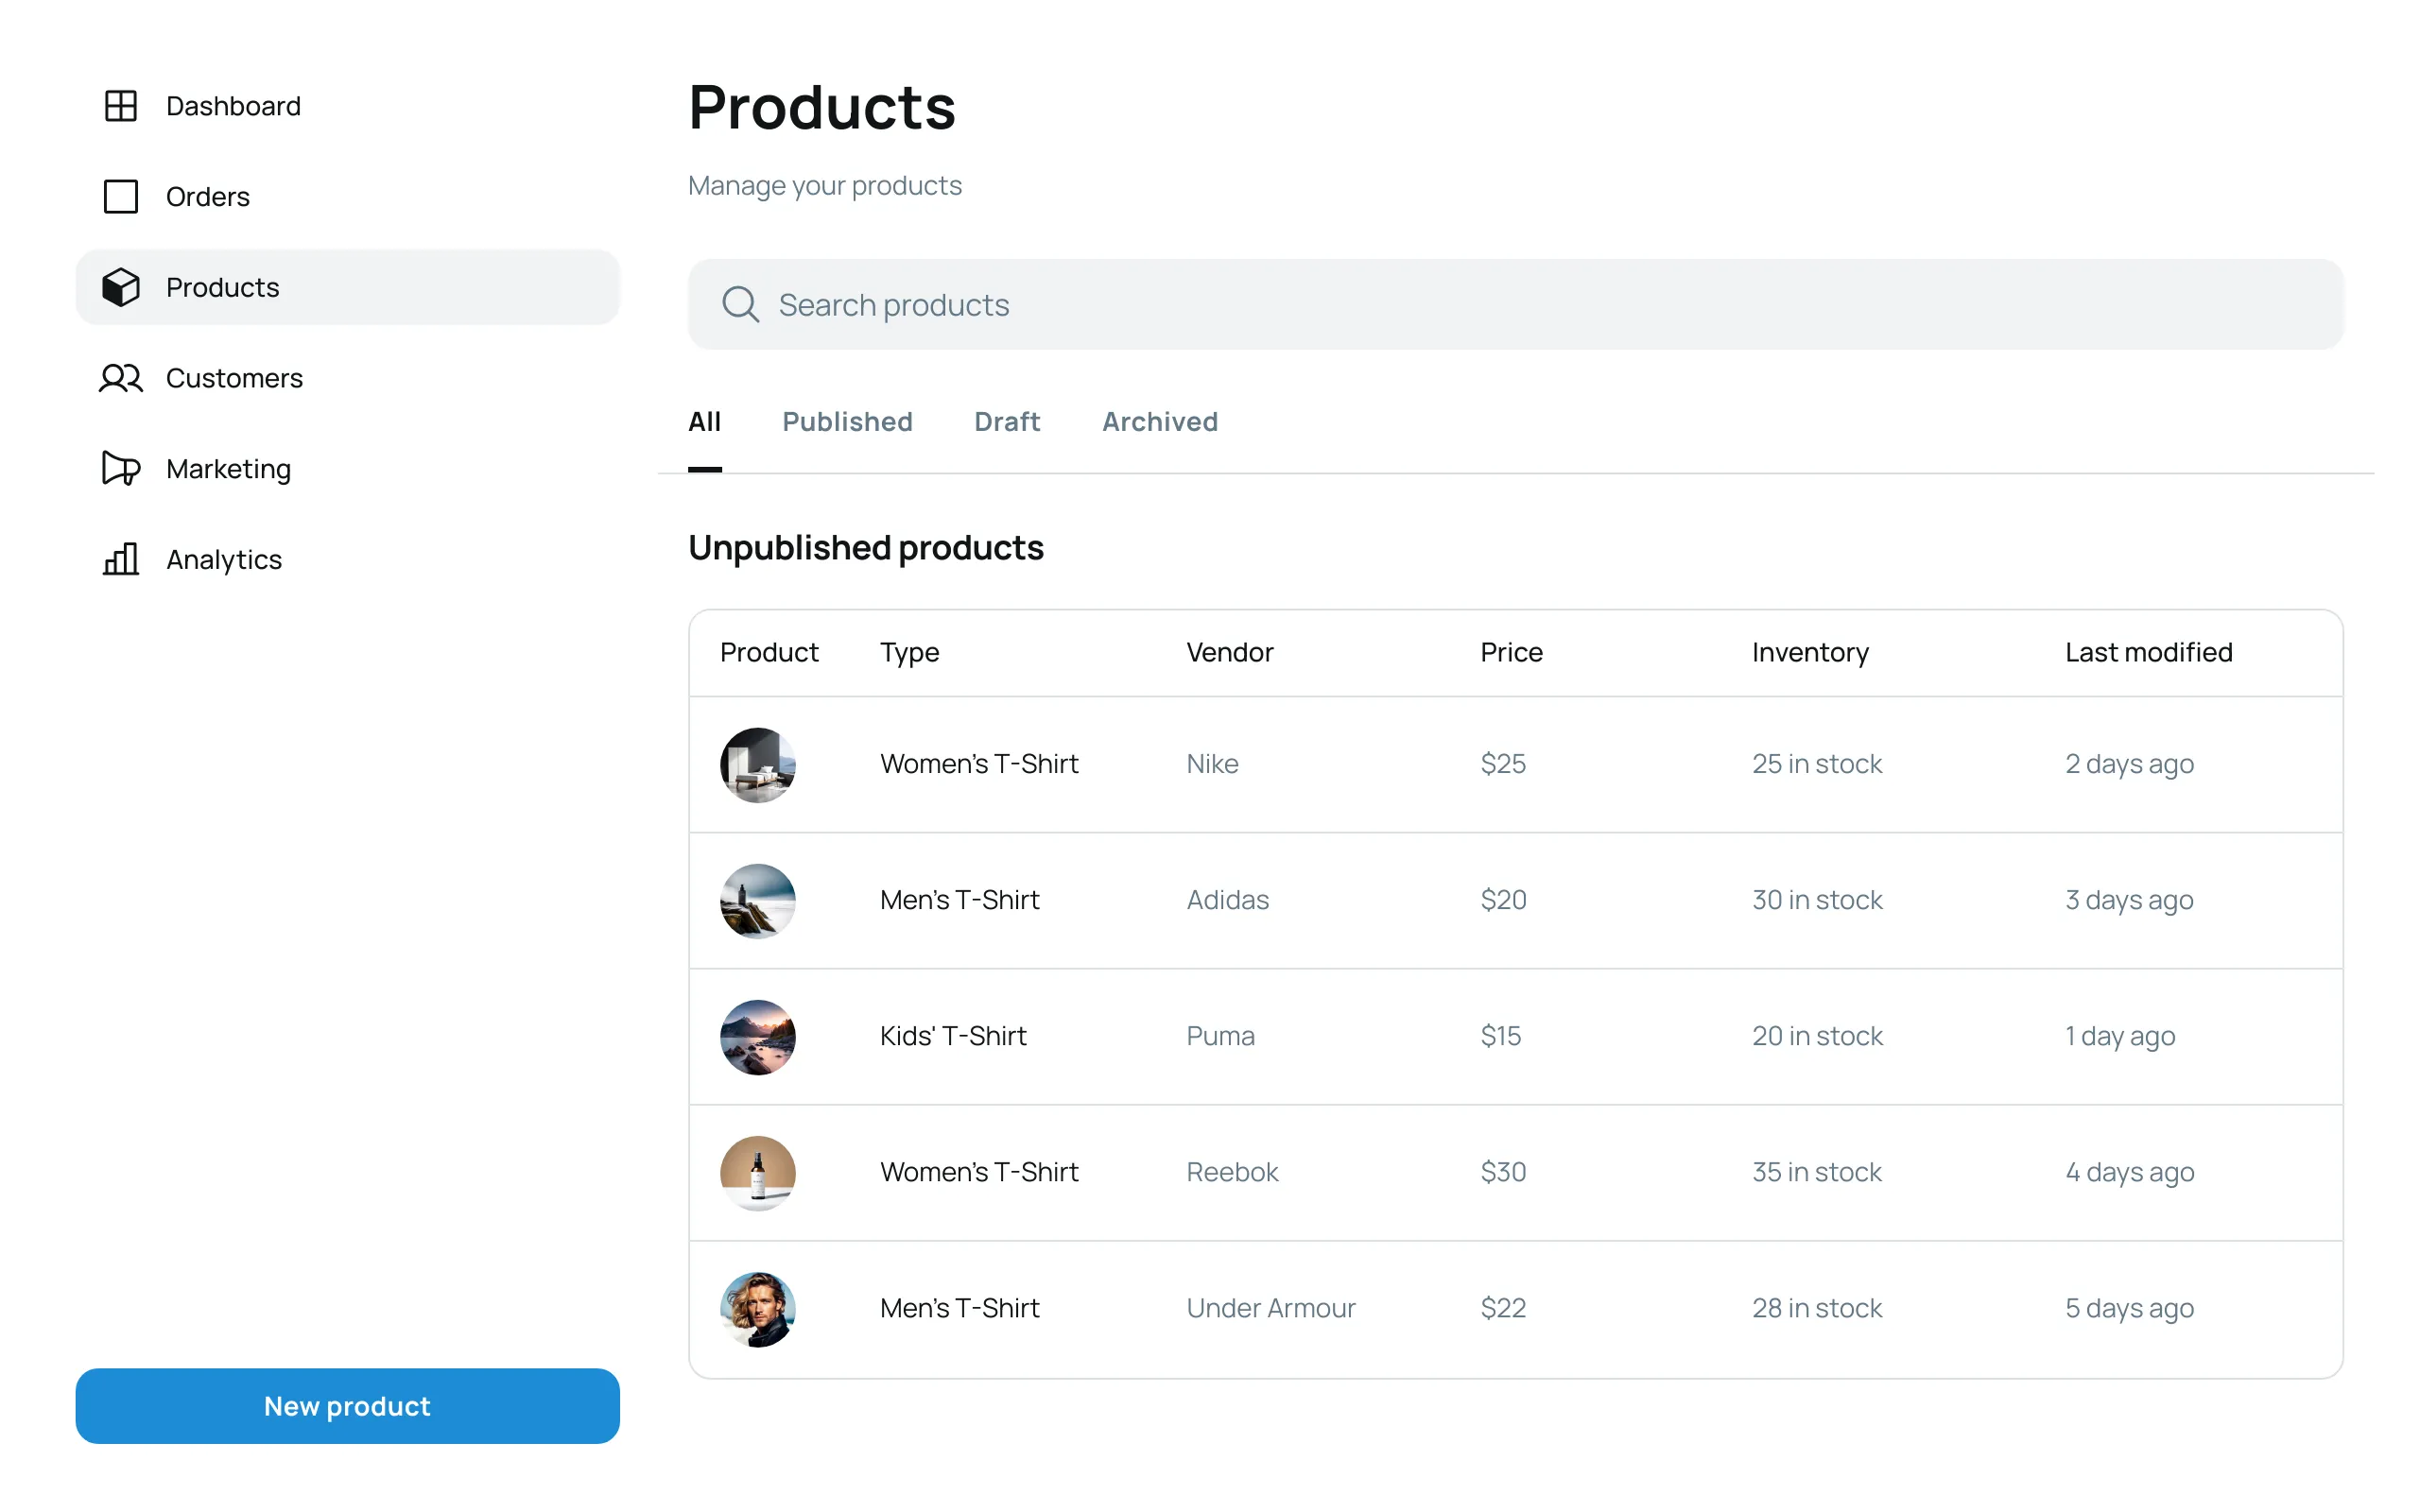 Dashboard
Orders
Products
Customers
Marketing
Analytics
New product
Products
Manage your products
Search products
All Published Draft Archived
Unpublished products
Product Type Vendor Price Inventory Last modified
Women's T-Shirt Nike $25 25 in stock 2 days ago
Men's T-Shirt Adidas $20 30 in stock 3 days ago
Kids' T-Shirt Puma $15 20 in stock 1 day ago
Women's T-Shirt Reebok $30 35 in stock 4 days ago
Men's T-Shirt Under Armour $22 28 in stock 5 days ago